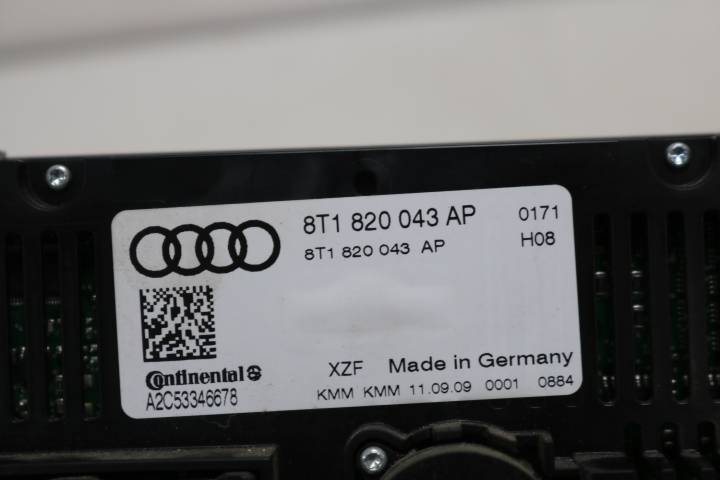 8T1 820 043 AP 0171
8T1 820 043 AP H08
Continental
A2C53346678
XZF Made in Germany
KMM KMM 11.09.09 0001 0884